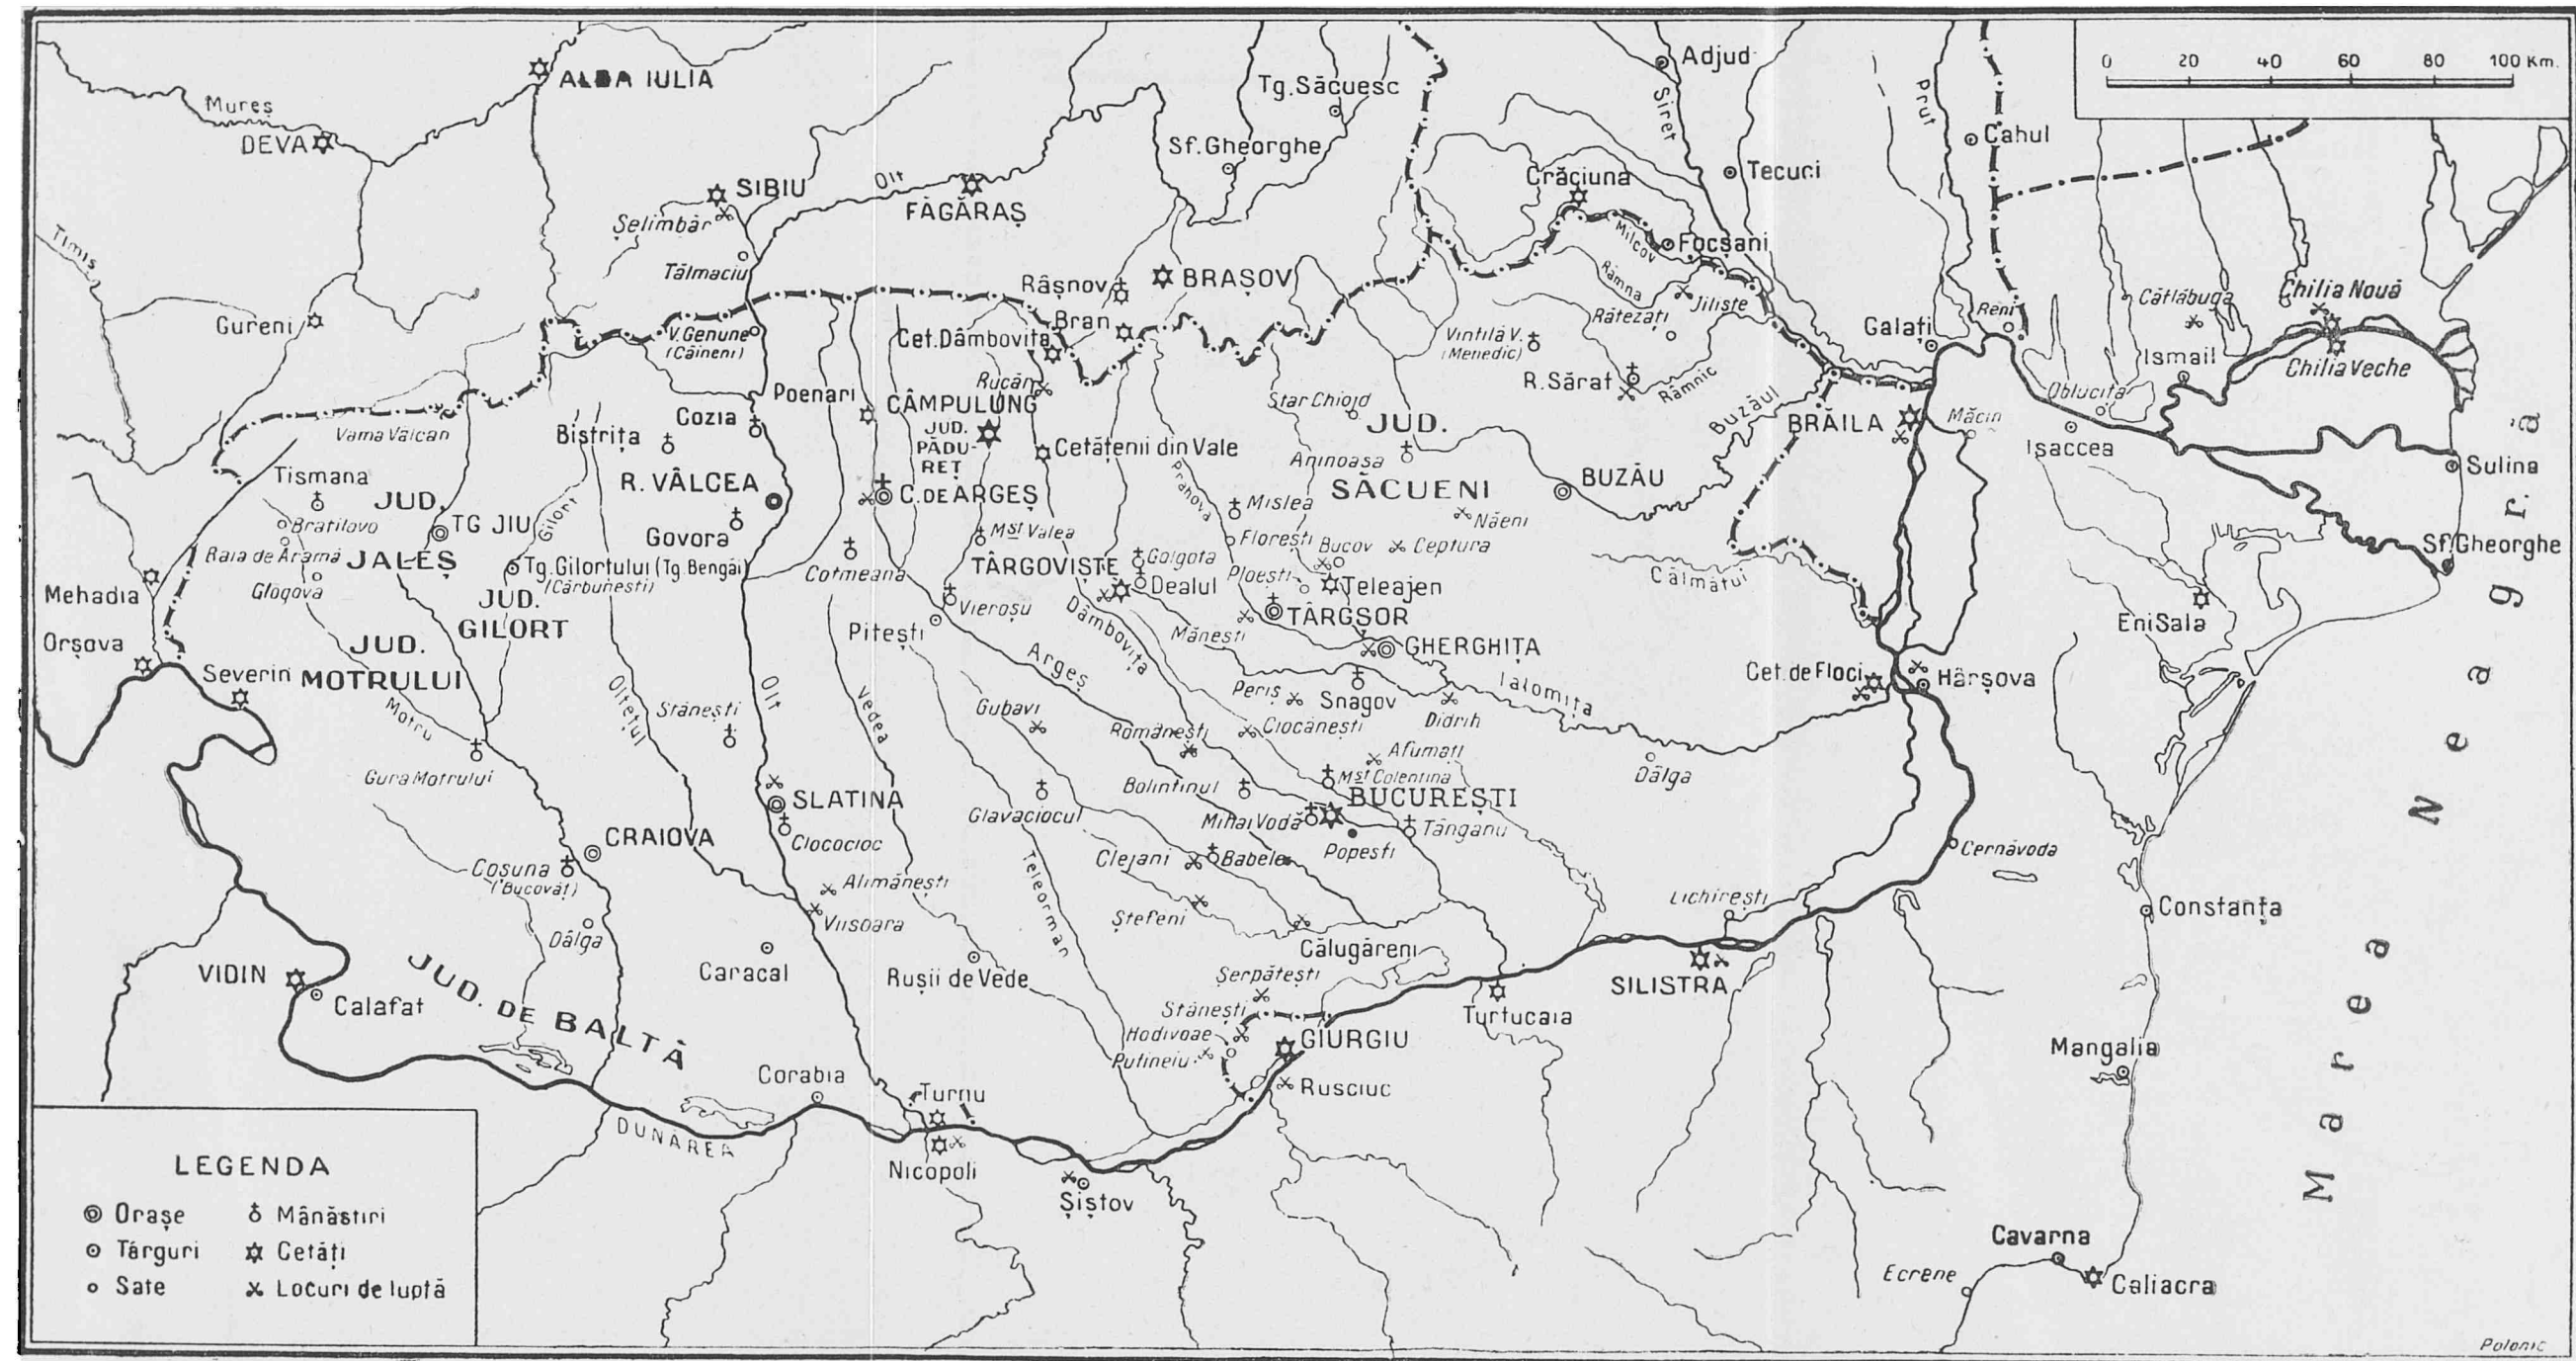 0 20 40 60 80 100 Km.
Adjud
ALBA IULIA
Tg. Săcuesc
Mureș
Siret
Prut
Cahul
DEVA
Sf. Gheorghe
Tecuci
Crăciuna
Olt
SIBIU
FĂGĂRAȘ
Șelimbăr
Milcov
Focșani
Timiș
Tălmaciu
Râșnov
BRAȘOV
Râmna
Jiliște
Cătlăbuga
Chilia Nouă
Gureni
Bran
Rătezați
Reni
V. Genune
(Câineni)
Cet. Dâmbovița
Vintilă V.
(Menedic)
Galați
Ismail
Chilia Veche
Rucăr
R. Sărat
Râmnic
Poenari
CÂMPULUNG
Star Chiojd
Buzăul
Oblucița
Vama Vâlcan
Bistrița
Cozia
JUD.
PĂDU-
REȚ
JUD.
SĂCUENI
BRĂILA
Măcin
Cetățenii din Vale
Aninoasa
Isaccea
Prahova
Tismana
R. VÂLCEA
BUZĂU
Sulina
JUD.
JALEȘ
C. DE ARGEȘ
Mislea
Năeni
Bratilovo
TG JIU
Gilort
Govora
Mst. Valea
Florești
Bucov
Ceptura
Baia de Aramă
Tg. Gilortului (Tg. Bengăi)
(Cărbunești)
Cotmeana
TÂRGOVIȘTE
Golgota
Sf. Gheorghe
Călmățui
Glogova
Mehadia
Dealul
Ploești
Teleajen
JUD.
GILORT
Vieroșu
Dâmbovița
TÂRGȘOR
EniSala
Orșova
JUD.
MOTRULUI
Pitești
Mănești
GHERGHIȚA
Severin
Argeș
Cet. de Floci
Hârșova
Motru
Oltețul
Olt
Vedea
Periș
Snagov
Ialomița
Stănești
Gubavi
Didrih
Românești
Ciocănești
Afumați
Gura Motrului
Bolintinul
Mst Colentina
Dâlga
SLATINA
Glavaciocul
BUCUREȘTI
Mihai Vodă
Tânganu
CRAIOVA
Clococioc
Clejani
Babele
Popești
Cernăvoda
Coșuna
(Bucovăț)
Alimănești
Teleorman
Viișoara
Ștefeni
Lichirești
Constanța
Dâlga
Călugăreni
VIDIN
Caracal
Rușii de Vede
Șerpătești
SILISTRA
Calafat
JUD. DE BALTĂ
Stănești
Turtucaia
Hodivoae
GIURGIU
Putineiu
Mangalia
Corabia
Turnu
Rusciuc
DUNĂREA
Nicopoli
Șiștov
Marea Neagră
Cavarna
Ecrene
Caliacra
LEGENDA
Orașe
Mânăstiri
Târguri
Cetăți
Sate
Locuri de luptă
Polonic